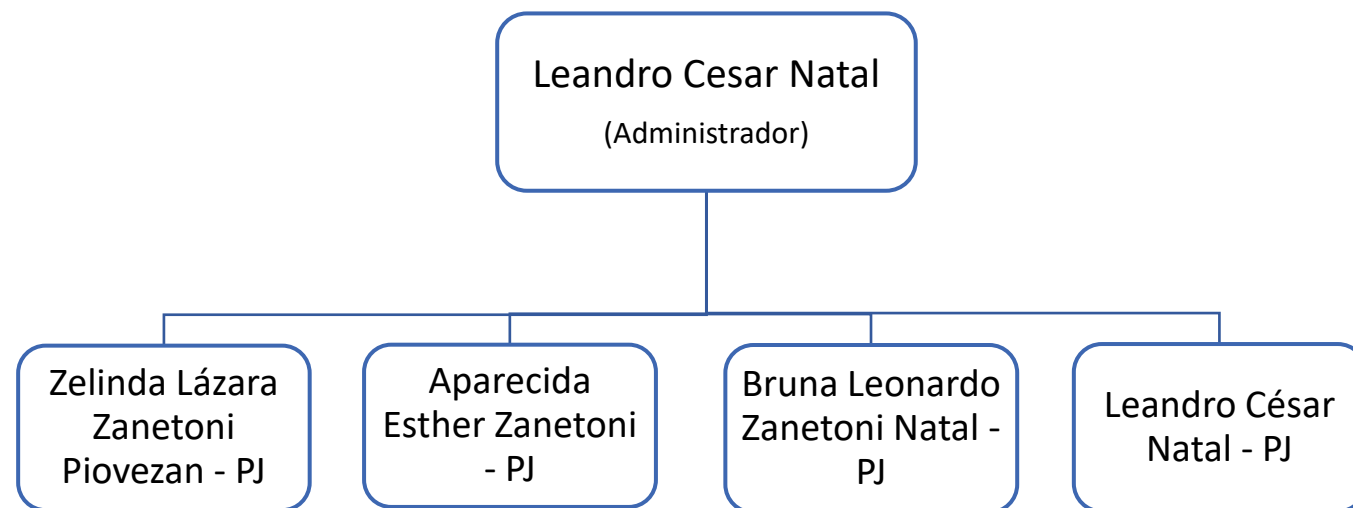 Leandro Cesar Natal
(Administrador)
Zelinda Lázara
Zanetoni
Piovezan - PJ
Aparecida
Esther Zanetoni
- PJ
Bruna Leonardo
Zanetoni Natal -
PJ
Leandro César
Natal - PJ